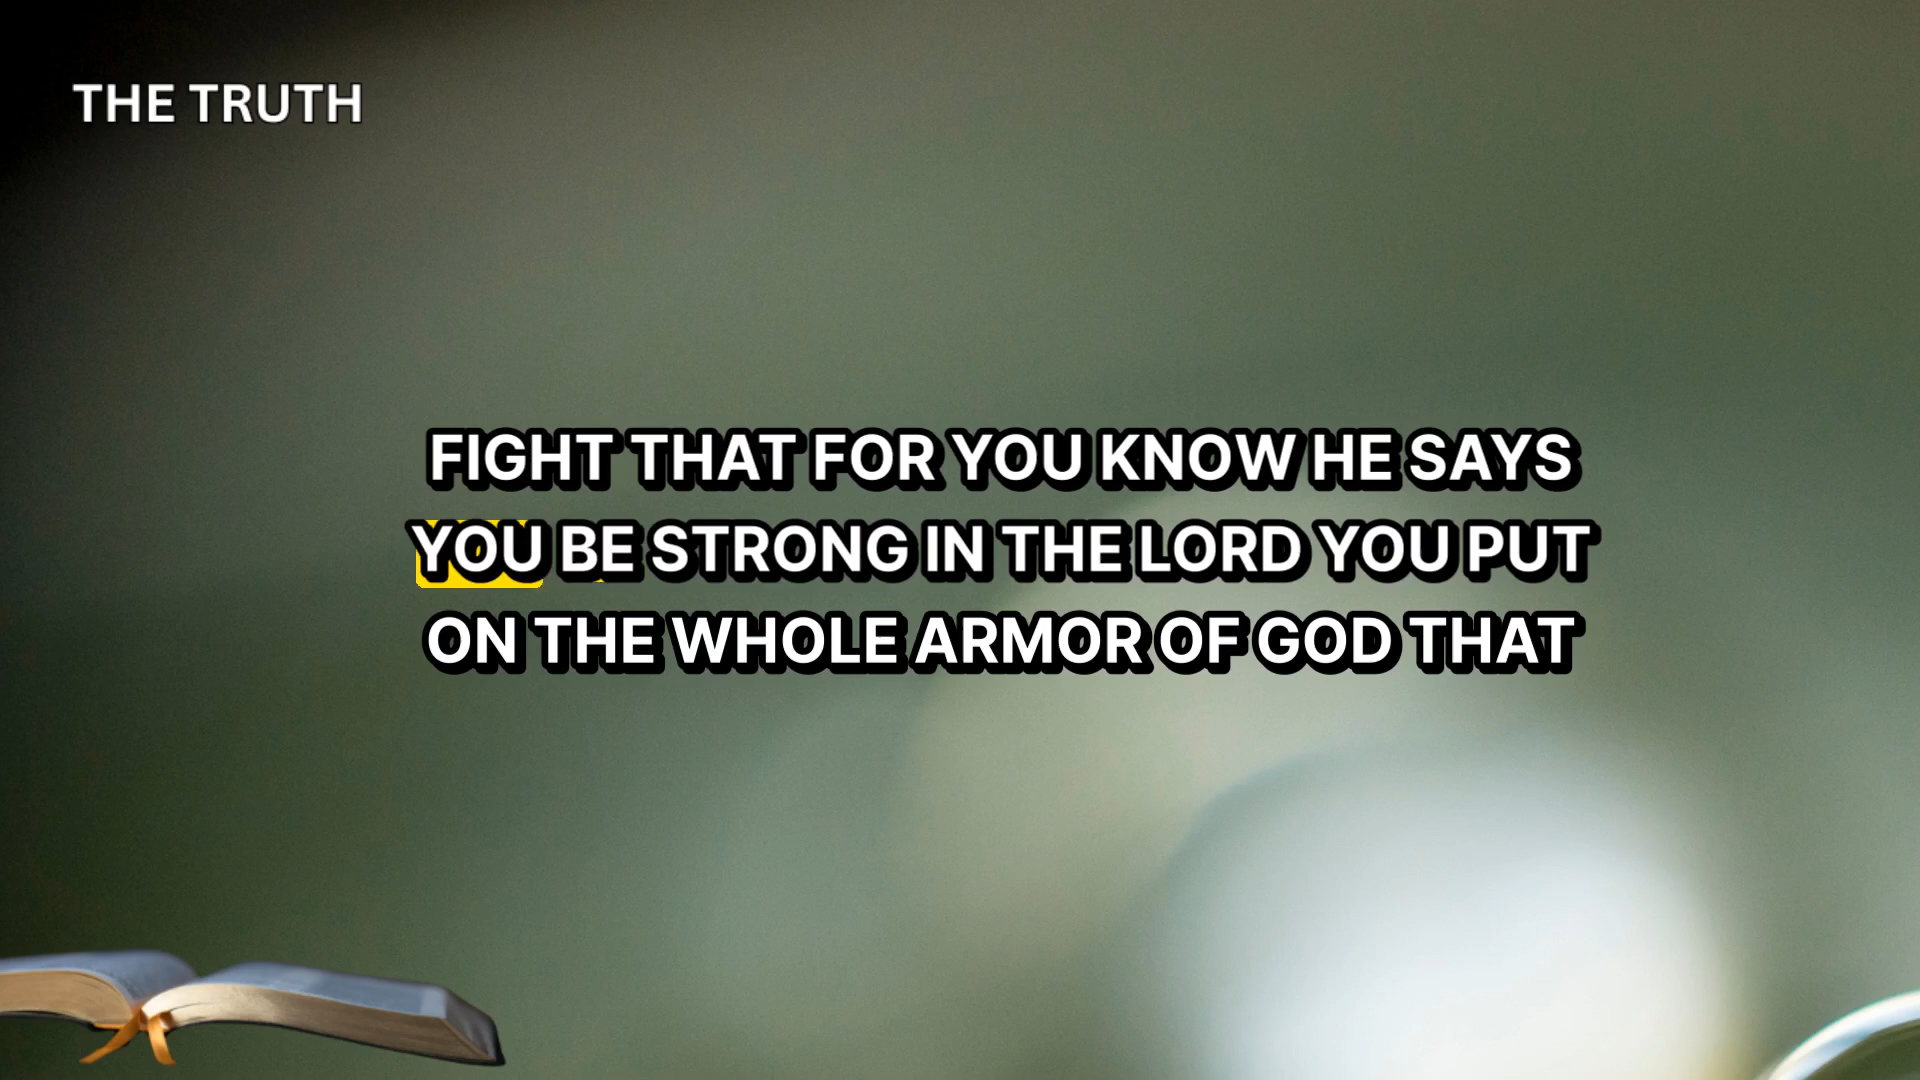 THE TRUTH
FIGHT THAT FOR YOU KNOW HE SAYS
YOU BE STRONG IN THE LORD YOU PUT
ON THE WHOLE ARMOR OF GOD THAT